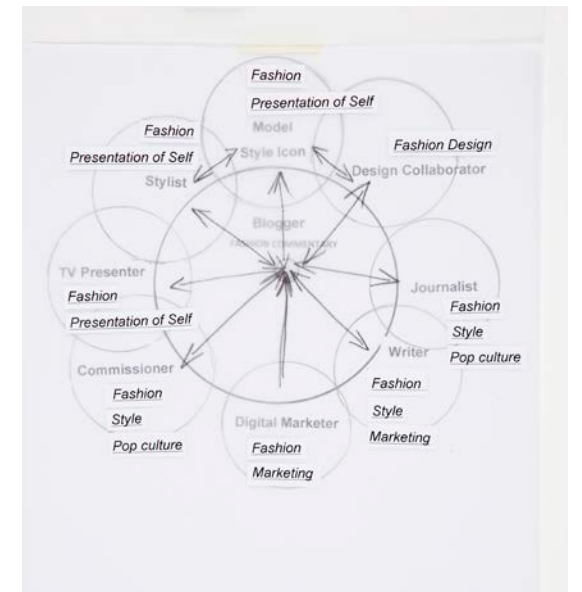 Fashion
Presentation of Self
Model
Style Icon
Fashion
Presentation of Self
Stylist
Fashion Design
Design Collaborator
Blogger
FASHION COMMENTARY
TV Presenter
Fashion
Presentation of Self
Journalist
Fashion
Style
Pop culture
Commissioner
Fashion
Style
Pop culture
Writer
Fashion
Style
Marketing
Digital Marketer
Fashion
Marketing